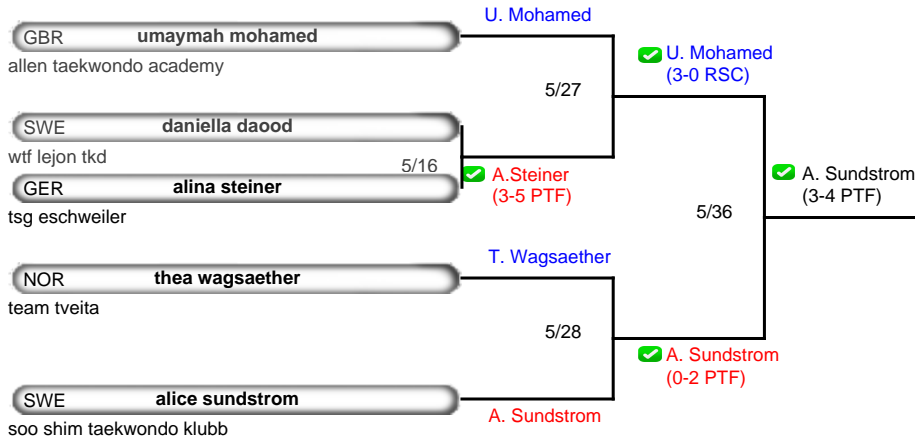 U. Mohamed
GBR umaymah mohamed
allen taekwondo academy
U. Mohamed
(3-0 RSC)
5/27
SWE daniella daood
wtf lejon tkd
5/16
A.Steiner
(3-5 PTF)
GER alina steiner
tsg eschweiler
A. Sundstrom
(3-4 PTF)
5/36
T. Wagsaether
NOR thea wagsaether
team tveita
5/28
A. Sundstrom
(0-2 PTF)
SWE alice sundstrom
A. Sundstrom
soo shim taekwondo klubb